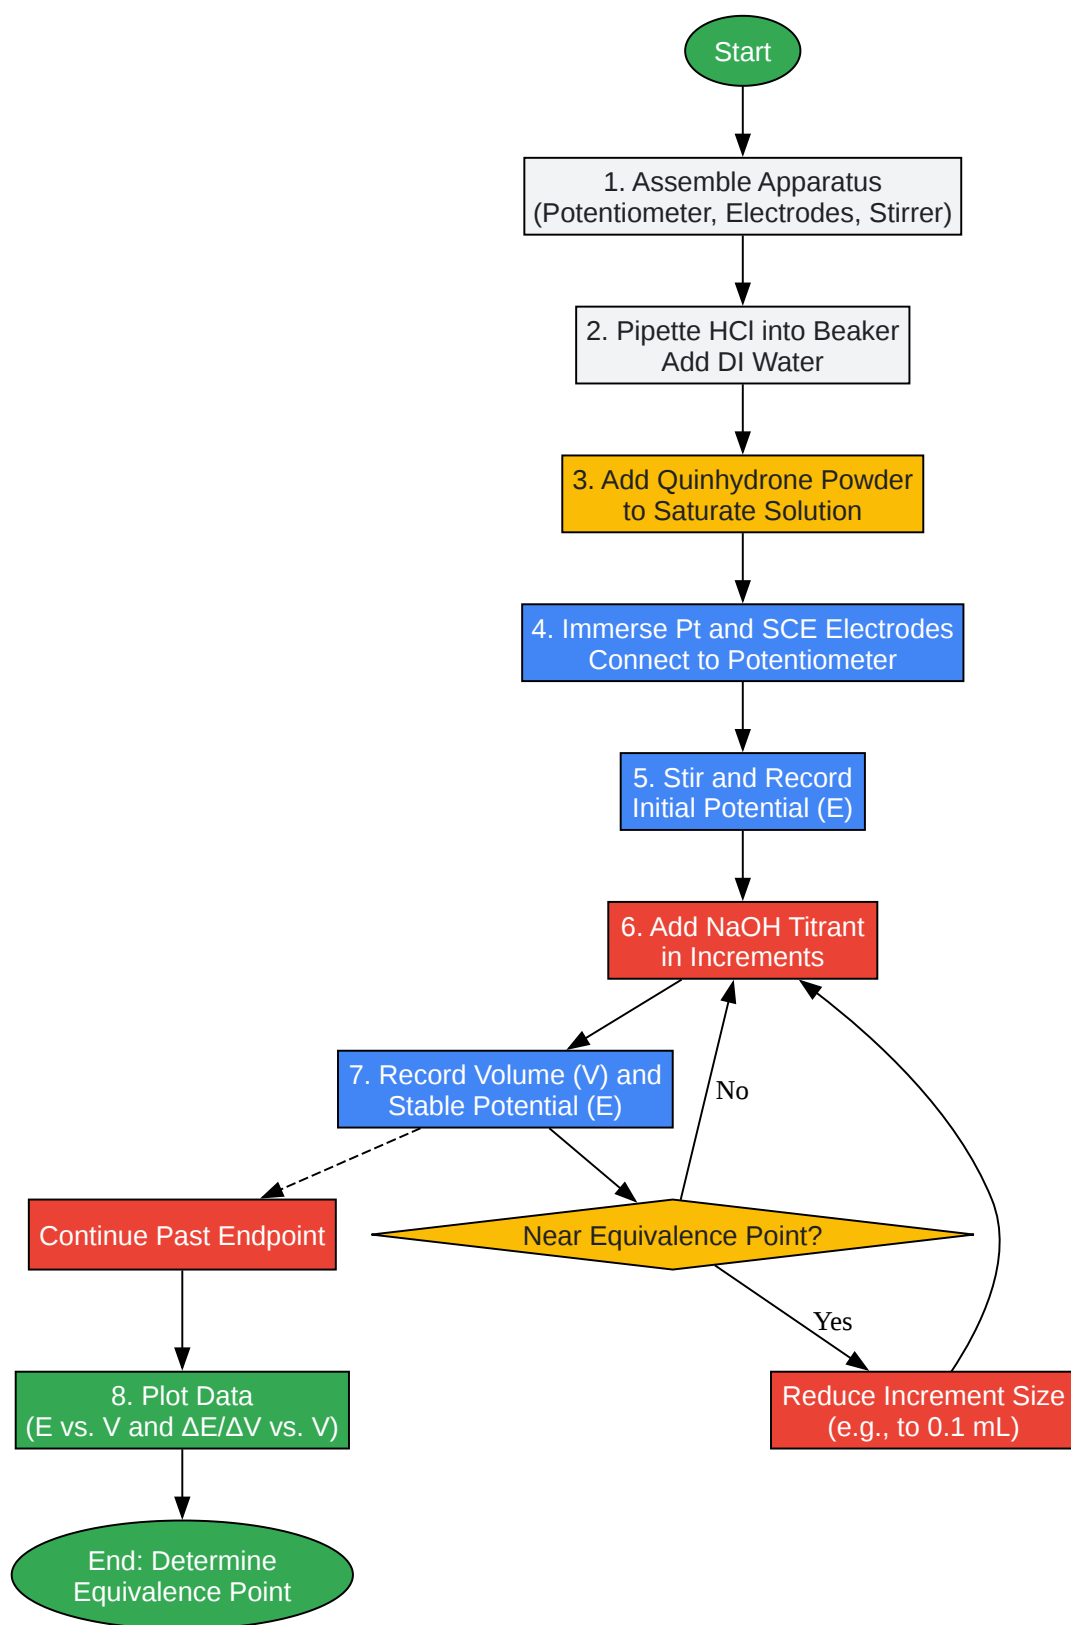 Start
1. Assemble Apparatus
(Potentiometer, Electrodes, Stirrer)
2. Pipette HCl into Beaker
Add DI Water
3. Add Quinhydrone Powder
to Saturate Solution
4. Immerse Pt and SCE Electrodes
Connect to Potentiometer
5. Stir and Record
Initial Potential (E)
6. Add NaOH Titrant
in Increments
7. Record Volume (V) and
Stable Potential (E)
No
Continue Past Endpoint
Near Equivalence Point?
Yes
8. Plot Data
(E vs. V and ΔE/ΔV vs. V)
Reduce Increment Size
(e.g., to 0.1 mL)
End: Determine
Equivalence Point